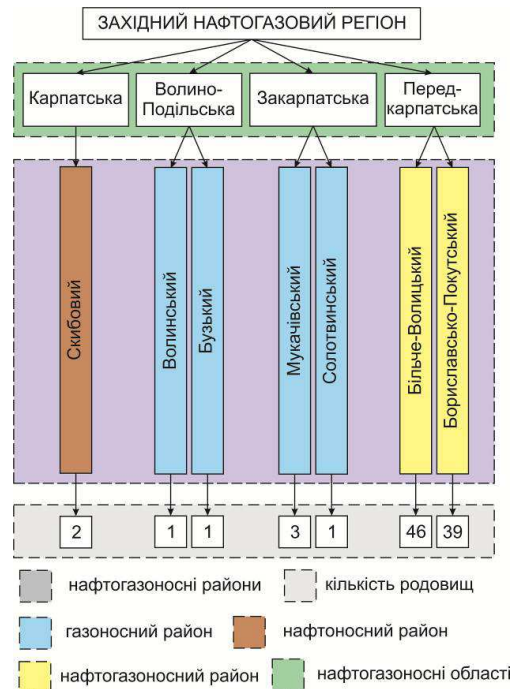 ЗАХІДНИЙ НАФТОГАЗОВИЙ РЕГІОН
Карпатська
Волино-
Подільська
Закарпатська
Перед-
карпатська
Скибовий
Волинський
Бузький
Мукачівський
Солотвинський
Більче-Волицький
Бориславсько-Покутський
2
1
1
3
1
46
39
нафтогазоносні райони
кількість родовищ
газоносний район
нафтоносний район
нафтогазоносний район
нафтогазоносні області